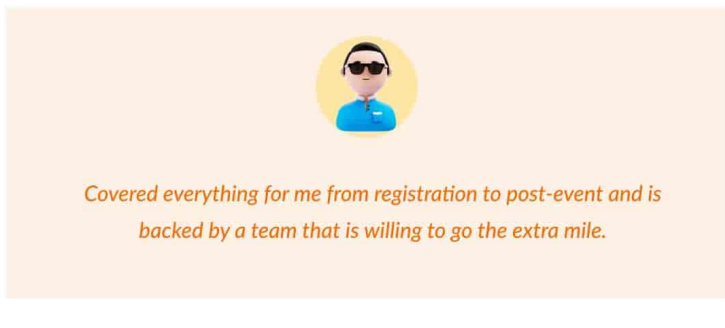 Covered everything for me from registration to post-event and is
backed by a team that is willing to go the extra mile.